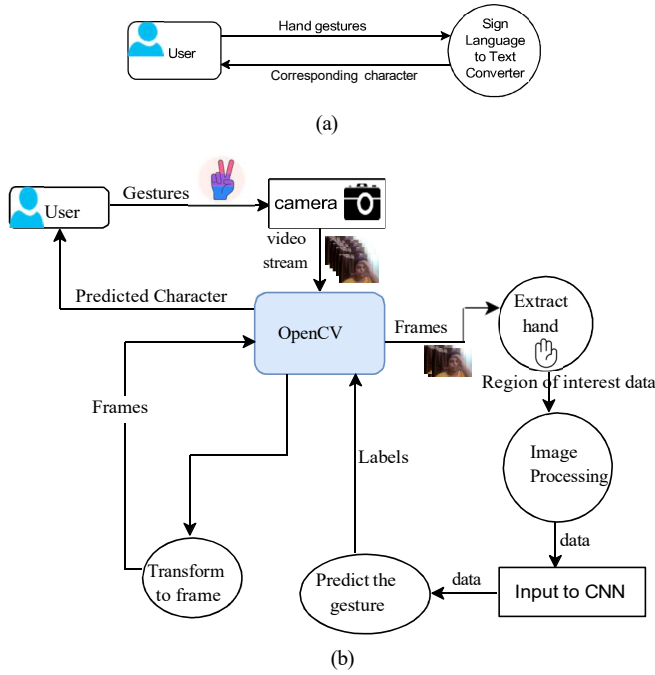 Hand gestures
User
Sign
Language
to Text
Converter
Corresponding character
(a)
Gestures
User
camera
video
stream
Predicted Character
OpenCV
Frames
Extract
hand
Region of interest data
Frames
Labels
Image
Processing
data
Transform
to frame
Predict the
gesture
data
Input to CNN
(b)